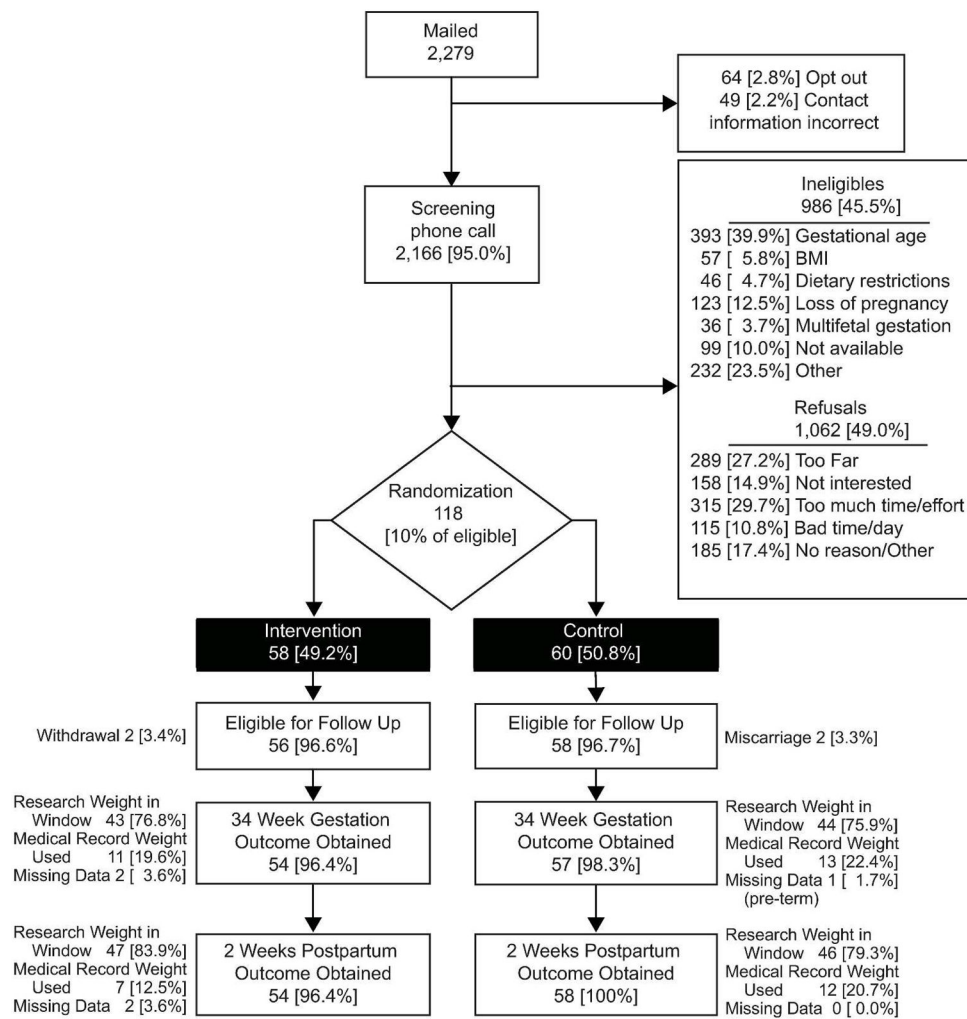 Mailed
2,279
64 [2.8%] Opt out
49 [2.2%] Contact
information incorrect
Screening
phone call
2,166 [95.0%]
Ineligibles
986 [45.5%]
393 [39.9%] Gestational age
57 [ 5.8%] BMI
46 [ 4.7%] Dietary restrictions
123 [12.5%] Loss of pregnancy
36 [ 3.7%] Multifetal gestation
99 [10.0%] Not available
232 [23.5%] Other
Refusals
1,062 [49.0%]
289 [27.2%] Too Far
158 [14.9%] Not interested
315 [29.7%] Too much time/effort
115 [10.8%] Bad time/day
185 [17.4%] No reason/Other
Randomization
118
[10% of eligible]
Intervention
58 [49.2%]
Control
60 [50.8%]
Withdrawal 2 [3.4%]
Eligible for Follow Up
56 [96.6%]
Eligible for Follow Up
58 [96.7%]
Miscarriage 2 [3.3%]
Research Weight in
Window 43 [76.8%]
Medical Record Weight
Used 11 [19.6%]
Missing Data 2 [ 3.6%]
34 Week Gestation
Outcome Obtained
54 [96.4%]
34 Week Gestation
Outcome Obtained
57 [98.3%]
Research Weight in
Window 44 [75.9%]
Medical Record Weight
Used 13 [22.4%]
Missing Data 1 [ 1.7%]
(pre-term)
Research Weight in
Window 47 [83.9%]
Medical Record Weight
Used 7 [12.5%]
Missing Data 2 [3.6%]
2 Weeks Postpartum
Outcome Obtained
54 [96.4%]
2 Weeks Postpartum
Outcome Obtained
58 [100%]
Research Weight in
Window 46 [79.3%]
Medical Record Weight
Used 12 [20.7%]
Missing Data 0 [ 0.0%]